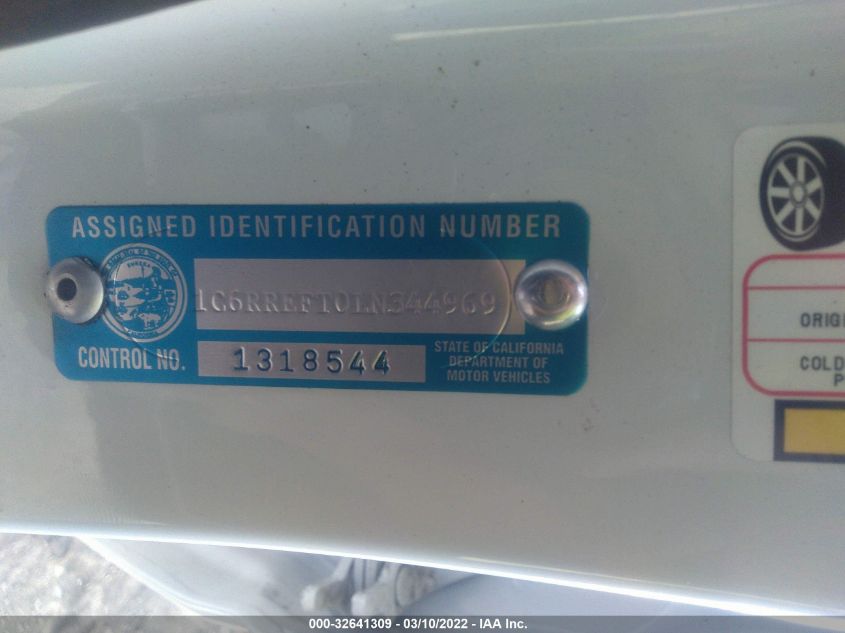 ASSIGNED IDENTIFICATION NUMBER
1C6RREFT0LN344969
CONTROL NO. 1318544
STATE OF CALIFORNIA
DEPARTMENT OF
MOTOR VEHICLES
ORIGI
COLD
P
000-32641309 - 03/10/2022 - IAA Inc.